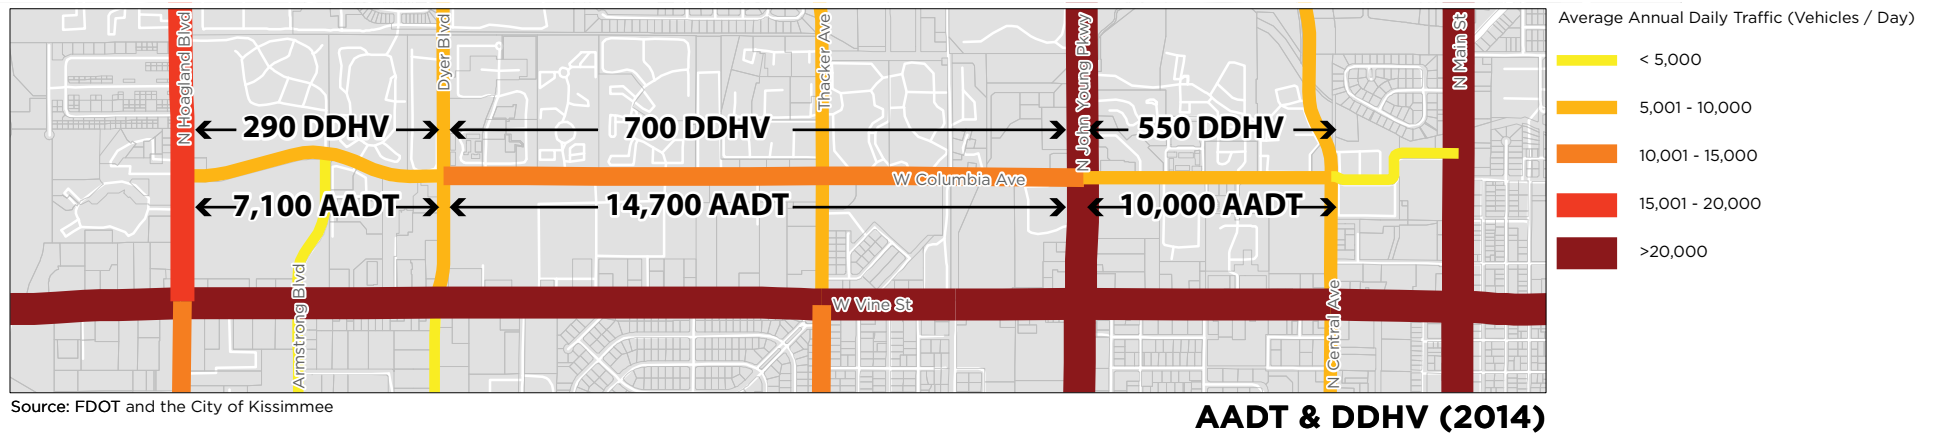 N Hoagland Blvd
Dyer Blvd
Thacker Ave
N John Young Pkwy
N Main St
Average Annual Daily Traffic (Vehicles / Day)
< 5,000
5,001 - 10,000
10,001 - 15,000
15,001 - 20,000
>20,000
290 DDHV
700 DDHV
550 DDHV
W Columbia Ave
7,100 AADT
14,700 AADT
10,000 AADT
Armstrong Blvd
W Vine St
N Central Ave
Source: FDOT and the City of Kissimmee
AADT & DDHV (2014)